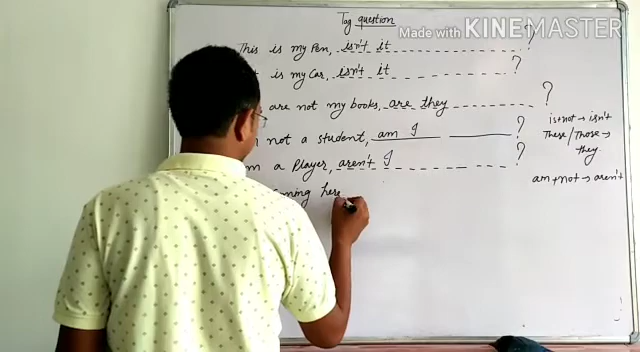 Tag question
Made with KINEMASTER
This is my Pen, isn't it ?
is my Car, isn't it ?
are not my books, are they ?
not a student, am I ?
a Player, aren't I ?
here
is+not → isn't
These/Those →
they
am+not → aren't